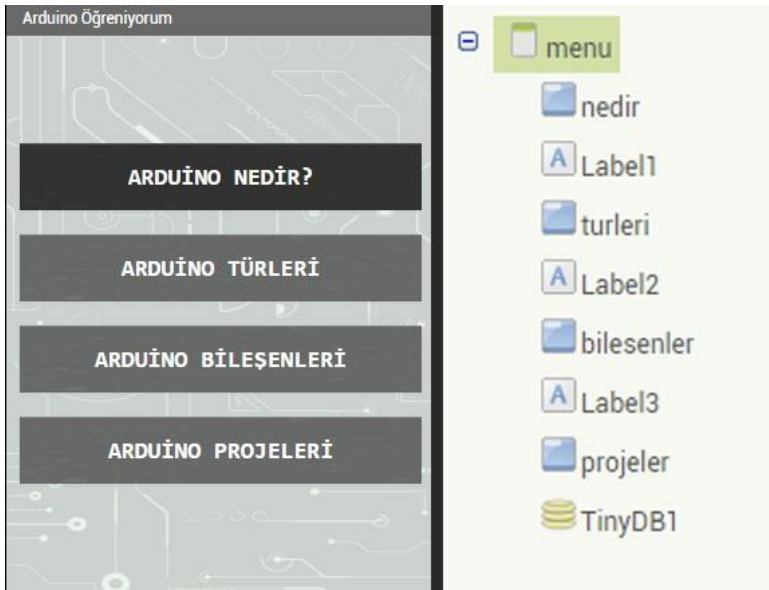 Arduino Öğreniyorum
ARDUİNO NEDİR?
ARDUİNO TÜRLERİ
ARDUİNO BİLEŞENLERİ
ARDUİNO PROJELERİ
menu
nedir
A Label1
turleri
A Label2
bilesenler
A Label3
projeler
TinyDB1